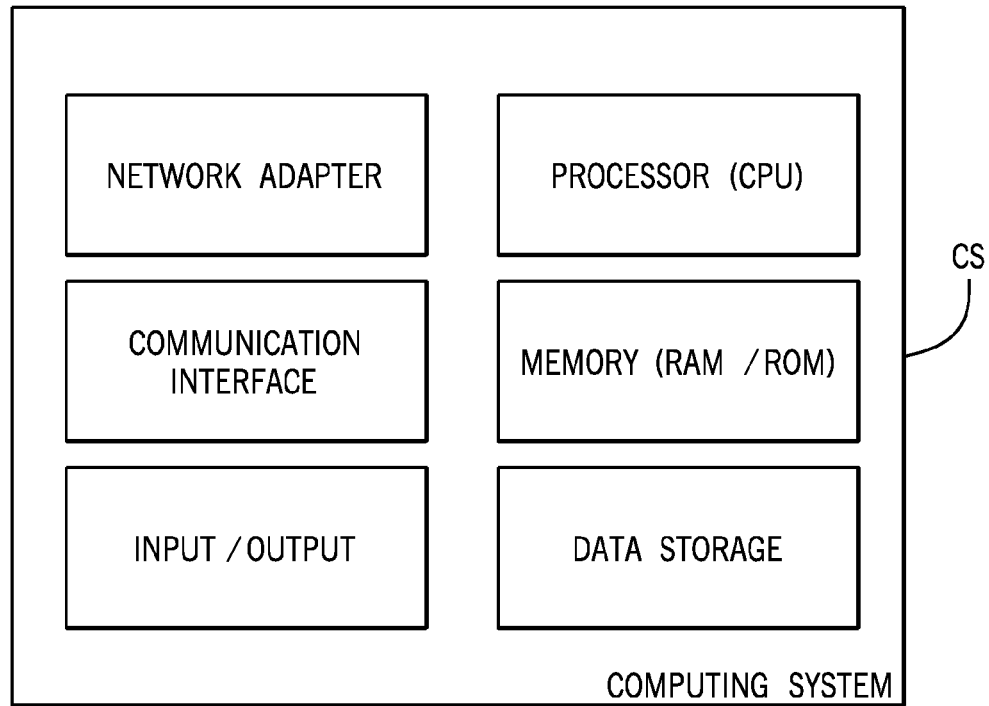 NETWORK ADAPTER
PROCESSOR (CPU)
CS
COMMUNICATION
INTERFACE
MEMORY (RAM / ROM)
INPUT / OUTPUT
DATA STORAGE
COMPUTING SYSTEM